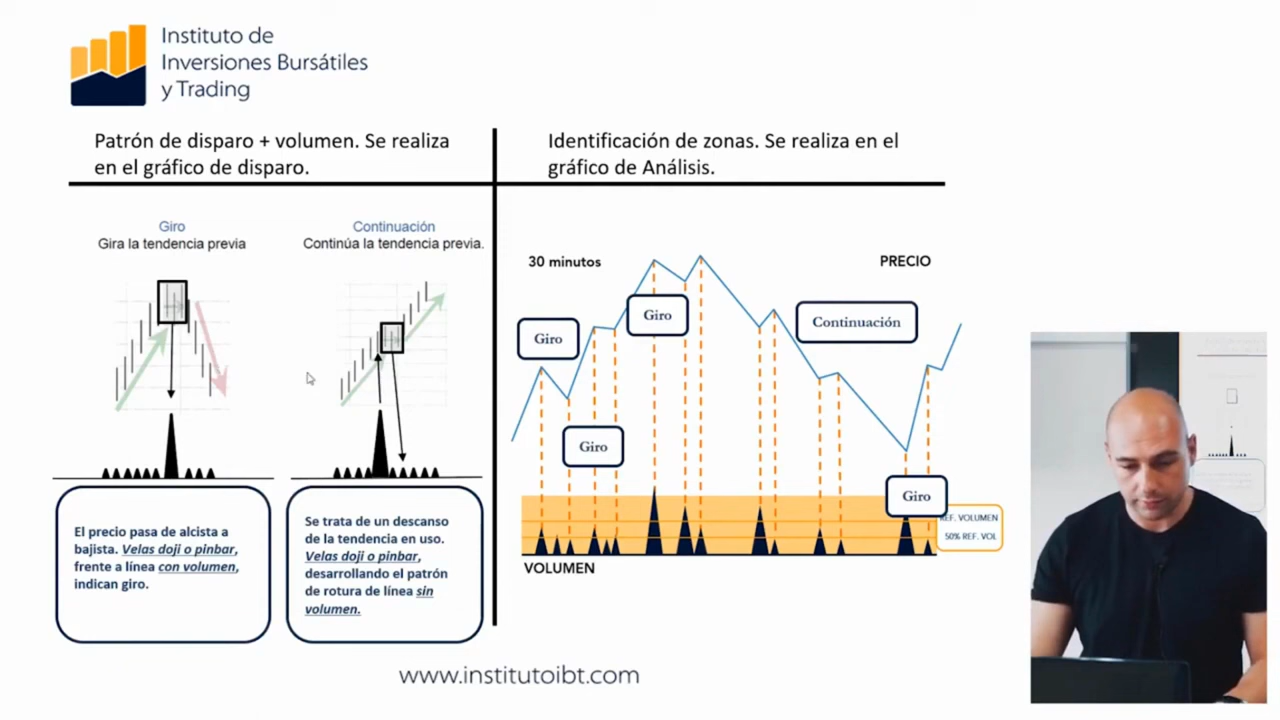 Instituto de
Inversiones Bursátiles
y Trading
Patrón de disparo + volumen. Se realiza
en el gráfico de disparo.
Identificación de zonas. Se realiza en el
gráfico de Análisis.
Giro
Gira la tendencia previa
Continuación
Continúa la tendencia previa.
El precio pasa de alcista a
bajista. Velas doji o pinbar,
frente a línea con volumen,
indican giro.
Se trata de un descanso
de la tendencia en uso.
Velas doji o pinbar,
desarrollando el patrón
de rotura de línea sin
volumen.
30 minutos
PRECIO
Giro
Giro
Continuación
Giro
Giro
REF. VOLUMEN
50% REF. VOL
VOLUMEN
www.institutoibt.com